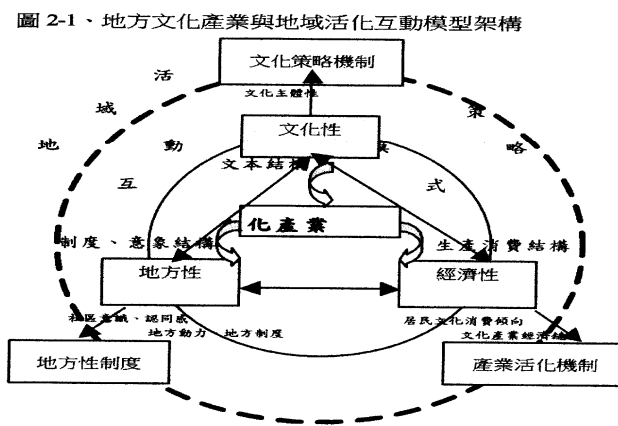 圖 2-1、地方文化產業與地域活化互動模型架構
文化策略機制
文化主體性
活
域
地
策
略
文化性
動
互
模
式
文本結構
化產業
制度、意象結構
生產消費結構
地方性
經濟性
社區意識、認同感
地方動力、地方制度
居民文化消費傾向
文化產業經濟結
地方性制度
產業活化機制